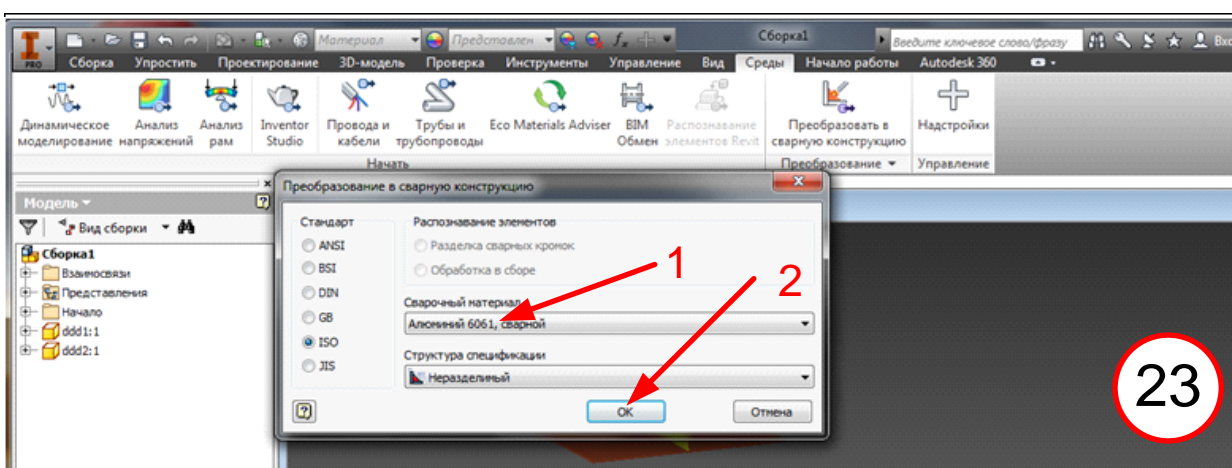 Материал Представлен Сборка1 Введите ключевое слово/фразу
PRO Сборка Упростить Проектирование 3D-модель Проверка Инструменты Управление Вид Среды Начало работы Autodesk 360
Динамическое моделирование
Анализ напряжений
Анализ рам
Inventor Studio
Провода и кабели
Трубы и трубопроводы
Eco Materials Adviser
BIM Обмен
Распознавание элементов Revit
Преобразовать в сварную конструкцию
Надстройки
Начать
Преобразование
Управление
Модель
Вид сборки
Сборка1
Взаимосвязи
Представления
Начало
ddd1:1
ddd2:1
Преобразование в сварную конструкцию
Стандарт
ANSI
BSI
DIN
GB
ISO
JIS
Распознавание элементов
Разделка сварных кромок
Обработка в сборе
Сварочный материал
Алюминий 6061, сварной
Структура спецификации
Неразделимый
OK
Отмена
1
2
23